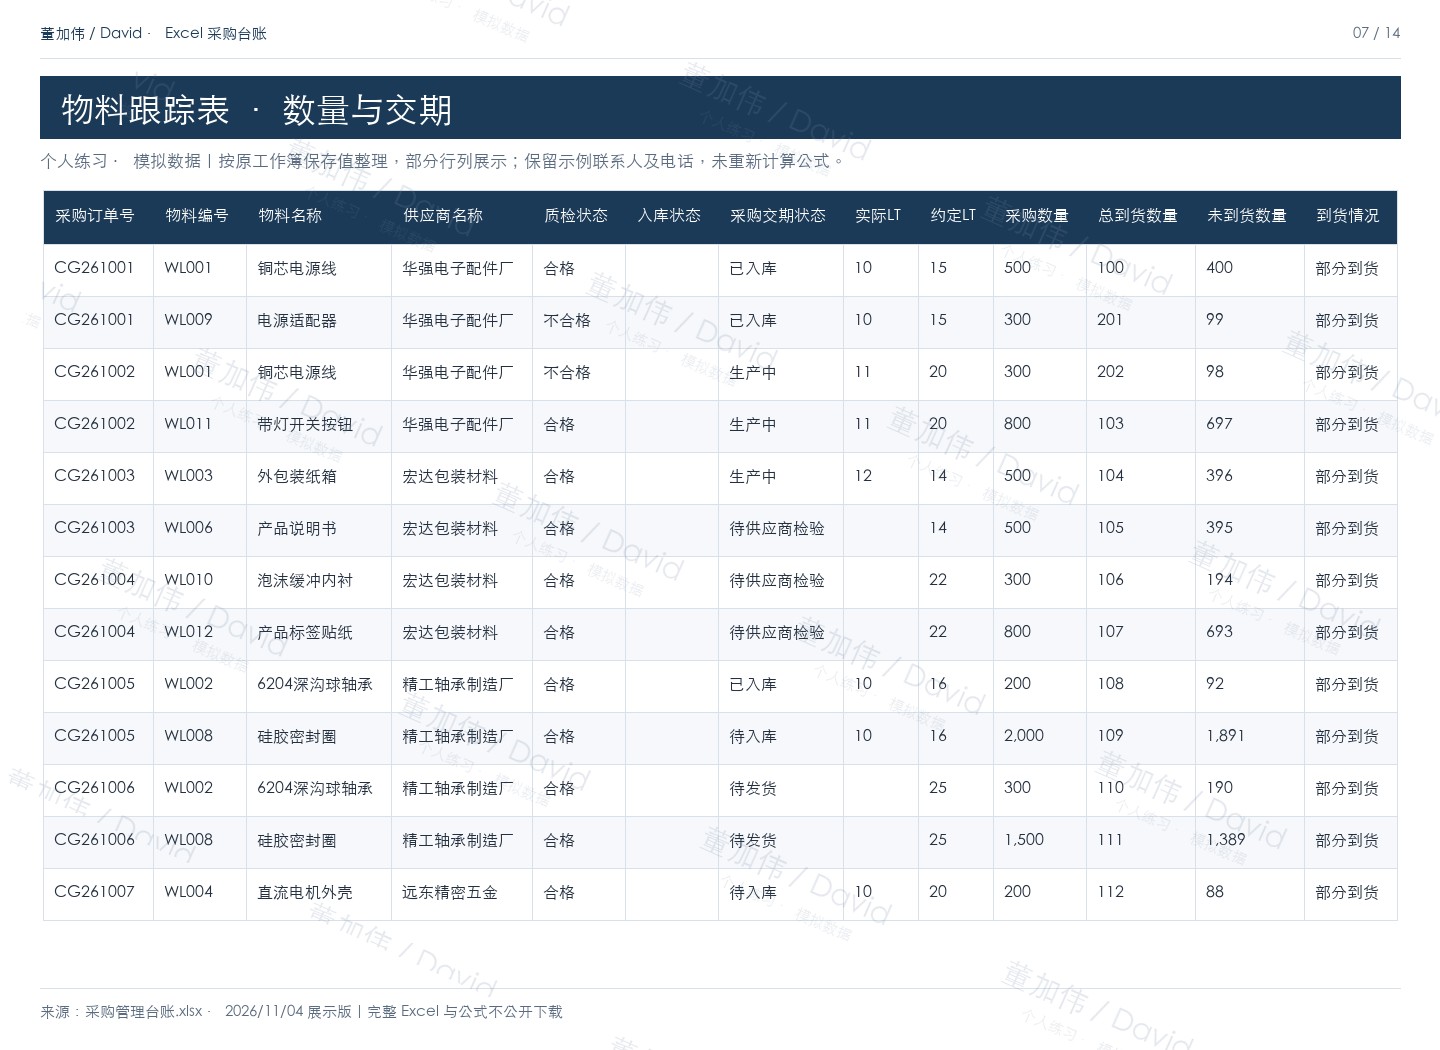 董加伟 / David · Excel 采购台账 07 / 14
物料跟踪表 · 数量与交期
个人练习 · 模拟数据｜按原工作簿保存值整理，部分行列展示；保留示例联系人及电话，未重新计算公式。
采购订单号 物料编号 物料名称 供应商名称 质检状态 入库状态 采购交期状态 实际LT 约定LT 采购数量 总到货数量 未到货数量 到货情况
CG261001 WL001 铜芯电源线 华强电子配件厂 合格 已入库 10 15 500 100 400 部分到货
CG261001 WL009 电源适配器 华强电子配件厂 不合格 已入库 10 15 300 201 99 部分到货
CG261002 WL001 铜芯电源线 华强电子配件厂 不合格 生产中 11 20 300 202 98 部分到货
CG261002 WL011 带灯开关按钮 华强电子配件厂 合格 生产中 11 20 800 103 697 部分到货
CG261003 WL003 外包装纸箱 宏达包装材料 合格 生产中 12 14 500 104 396 部分到货
CG261003 WL006 产品说明书 宏达包装材料 合格 待供应商检验 14 500 105 395 部分到货
CG261004 WL010 泡沫缓冲内衬 宏达包装材料 合格 待供应商检验 22 300 106 194 部分到货
CG261004 WL012 产品标签贴纸 宏达包装材料 合格 待供应商检验 22 800 107 693 部分到货
CG261005 WL002 6204深沟球轴承 精工轴承制造厂 合格 已入库 10 16 200 108 92 部分到货
CG261005 WL008 硅胶密封圈 精工轴承制造厂 合格 待入库 10 16 2,000 109 1,891 部分到货
CG261006 WL002 6204深沟球轴承 精工轴承制造厂 合格 待发货 25 300 110 190 部分到货
CG261006 WL008 硅胶密封圈 精工轴承制造厂 合格 待发货 25 1,500 111 1,389 部分到货
CG261007 WL004 直流电机外壳 远东精密五金 合格 待入库 10 20 200 112 88 部分到货
来源：采购管理台账.xlsx · 2026/11/04 展示版｜完整 Excel 与公式不公开下载
董加伟 / David
个人练习 · 模拟数据